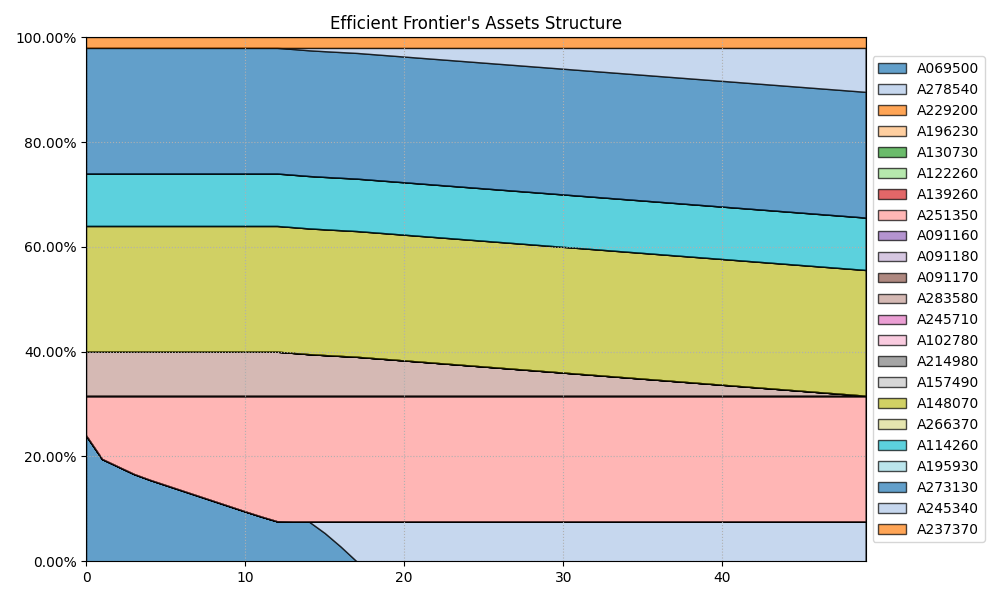 Efficient Frontier's Assets Structure
100.00%
80.00%
60.00%
40.00%
20.00%
0.00%
0
10
20
30
40
A069500
A278540
A229200
A196230
A130730
A122260
A139260
A251350
A091160
A091180
A091170
A283580
A245710
A102780
A214980
A157490
A148070
A266370
A114260
A195930
A273130
A245340
A237370